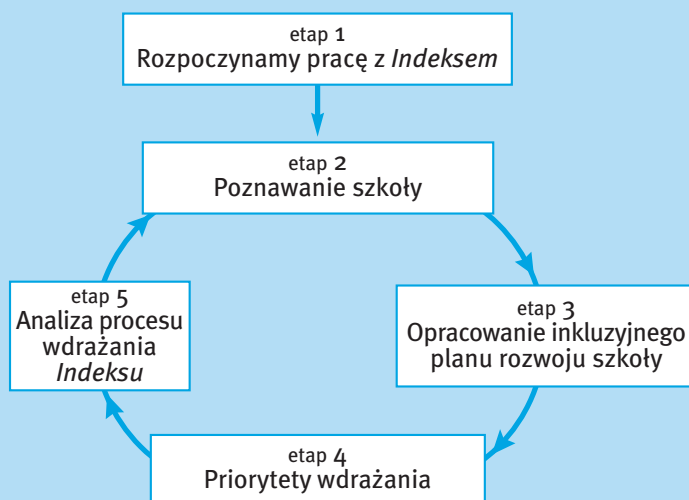 etap 1
Rozpoczynamy pracę z Indeksem
etap 2
Poznawanie szkoły
etap 3
Opracowanie inkluzyjnego
planu rozwoju szkoły
etap 4
Priorytety wdrażania
etap 5
Analiza procesu
wdrażania
Indeksu